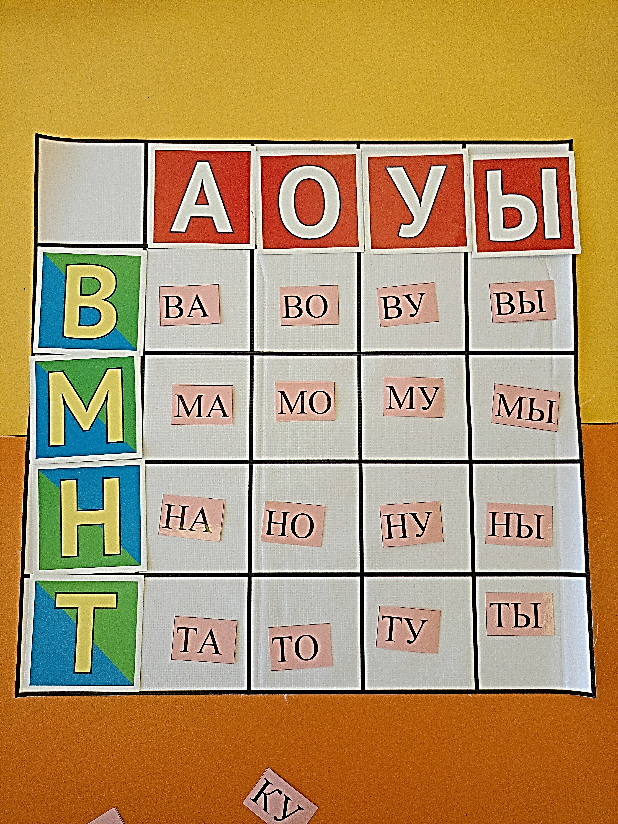 А О У Ы
В ВА ВО ВУ ВЫ
М МА МО МУ МЫ
Н НА НО НУ НЫ
Т ТА ТО ТУ ТЫ
КУ